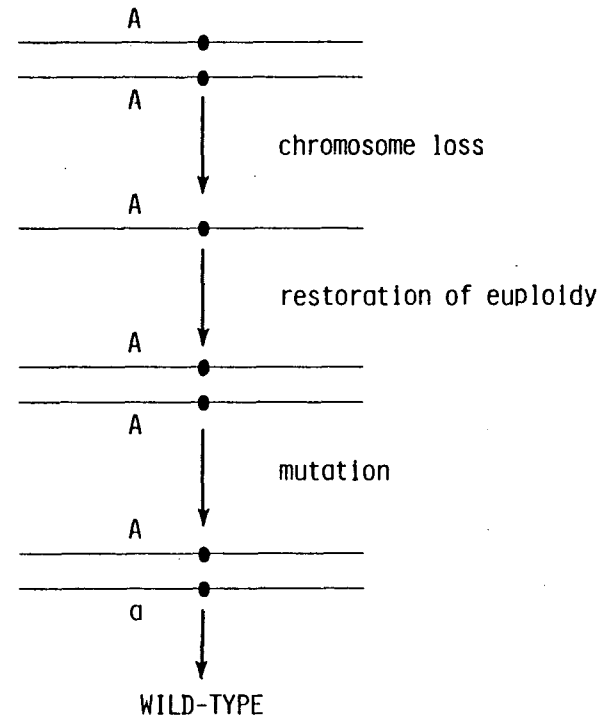 A
A
chromosome loss
A
restoration of euploidy
A
A
mutation
A
a
WILD-TYPE